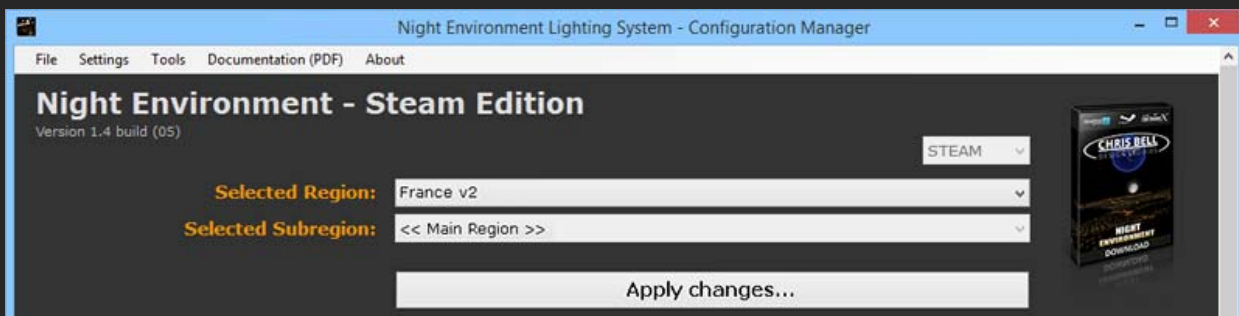 Night Environment Lighting System - Configuration Manager
File Settings Tools Documentation (PDF) About
Night Environment - Steam Edition
Version 1.4 build (05)
STEAM
Selected Region: France v2
Selected Subregion: << Main Region >>
Apply changes...
CHRIS BELL
NIGHT
ENVIRONMENT
DOWNLOAD